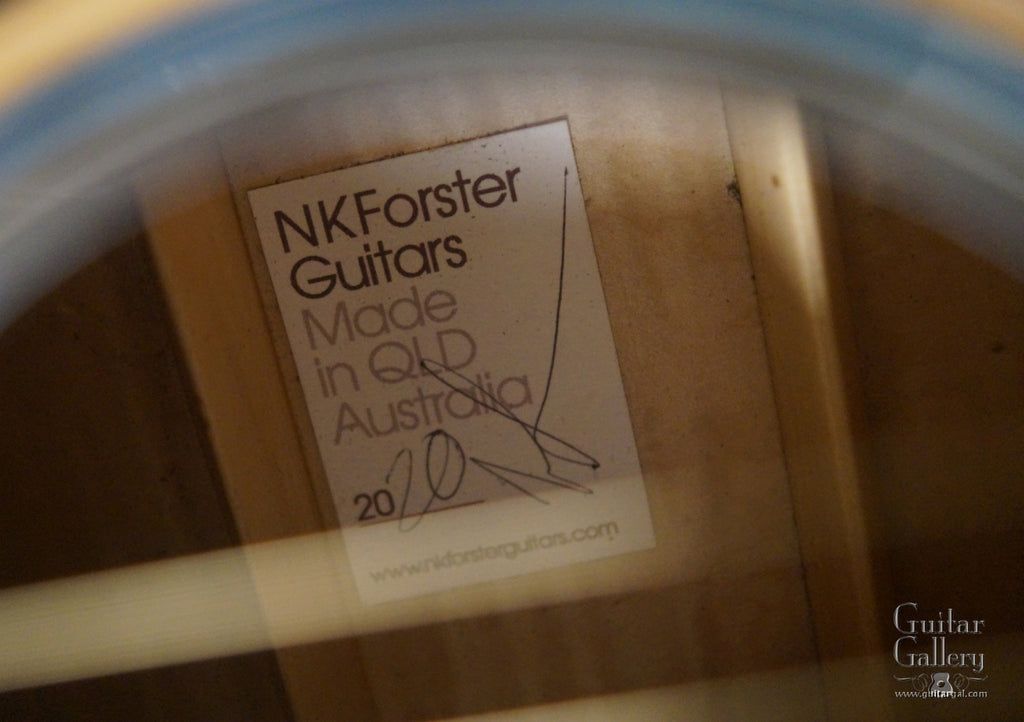 NKForster
Guitars
Made
in QLD
Australia
2020
www.nkforsterguitars.com
Guitar
Gallery
www.guitargal.com